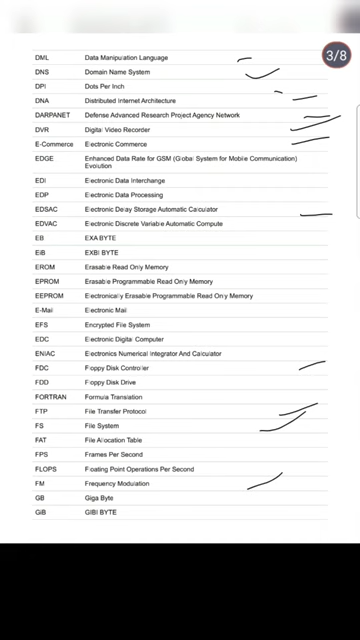 3/8
DML Data Manipulation Language
DNS Domain Name System
DPI Dots Per Inch
DNA Distributed Internet Architecture
DARPANET Defense Advanced Research Project Agency Network
DVR Digital Video Recorder
E-Commerce Electronic Commerce
EDGE Enhanced Data Rate for GSM (Global System for Mobile Communication)
Evolution
EDI Electronic Data Interchange
EDP Electronic Data Processing
EDSAC Electronic Delay Storage Automatic Calculator
EDVAC Electronic Discrete Variable Automatic Compute
EB EXA BYTE
EiB EXBI BYTE
EROM Erasable Read Only Memory
EPROM Erasable Programmable Read Only Memory
EEPROM Electronically Erasable Programmable Read Only Memory
E-Mail Electronic Mail
EFS Encrypted File System
EDC Electronic Digital Computer
ENIAC Electronics Numerical Integrator And Calculator
FDC Floppy Disk Controller
FDD Floppy Disk Drive
FORTRAN Formula Translation
FTP File Transfer Protocol
FS File System
FAT File Allocation Table
FPS Frames Per Second
FLOPS Floating Point Operations Per Second
FM Frequency Modulation
GB Giga Byte
GiB GIBI BYTE